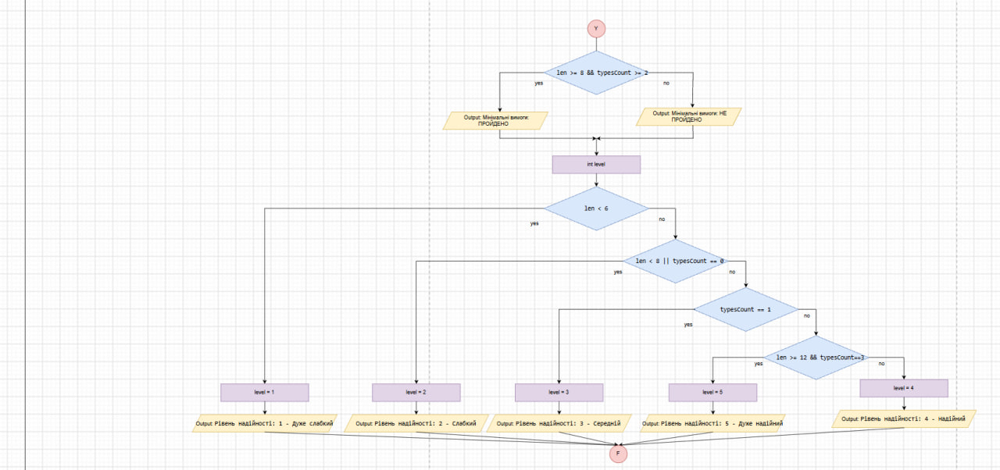 Y
len >= 8 && typesCount >= 2
yes
no
Output: Мінімальні вимоги:
ПРОЙДЕНО
Output: Мінімальні вимоги: НЕ
ПРОЙДЕНО
int level
len < 6
yes
no
len < 8 || typesCount == 0
yes
no
typesCount == 1
yes
no
len >= 12 && typesCount==3
yes
no
level = 1
level = 2
level = 3
level = 5
level = 4
Output: Рівень надійності: 1 - Дуже слабкий
Output: Рівень надійності: 2 - Слабкий
Output: Рівень надійності: 3 - Середній
Output: Рівень надійності: 5 - Дуже надійний
Output: Рівень надійності: 4 - Надійний
F